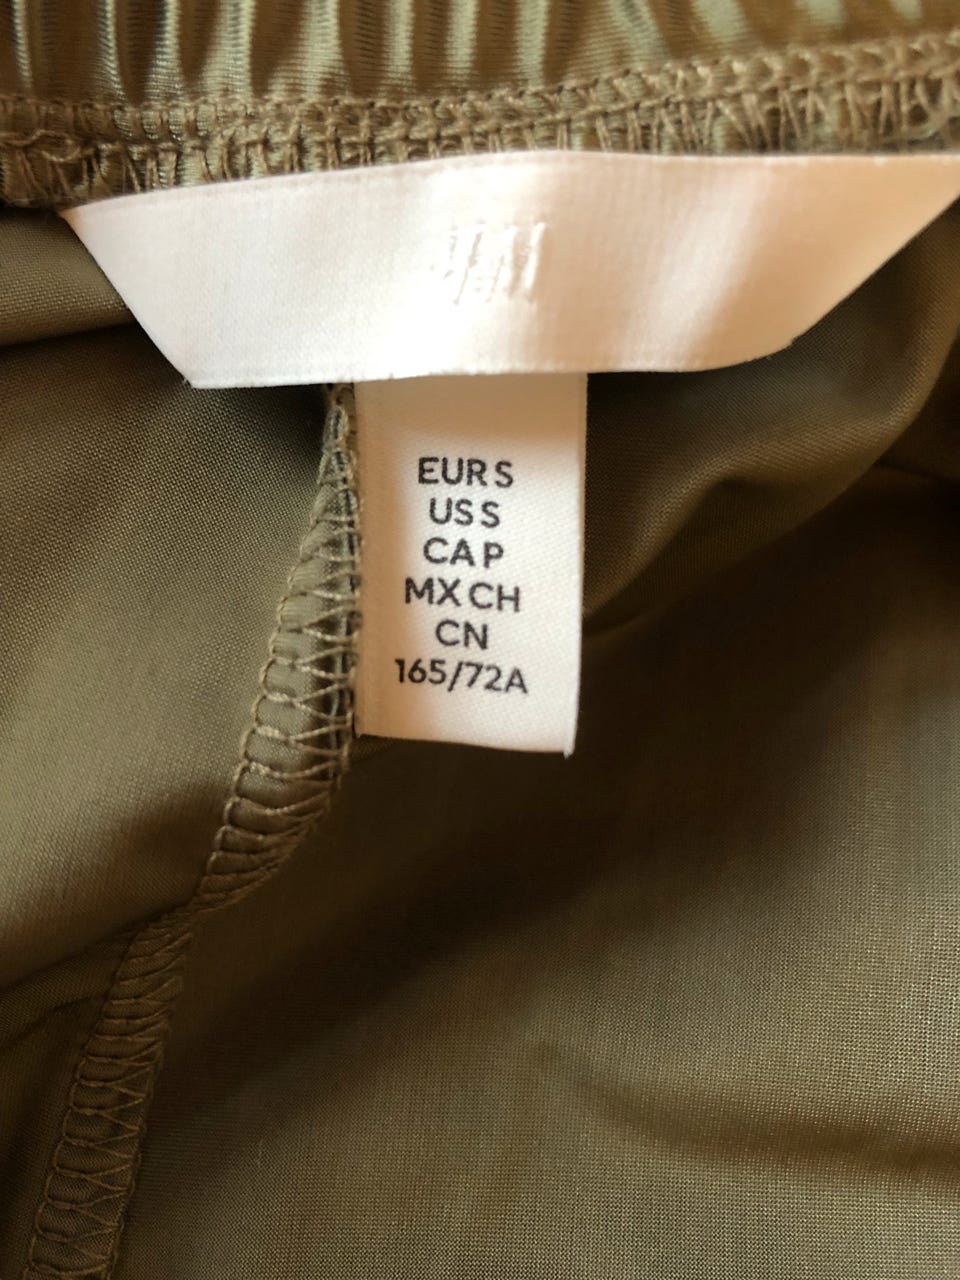 EUR S
US S
CA P
MX CH
CN
165/72A